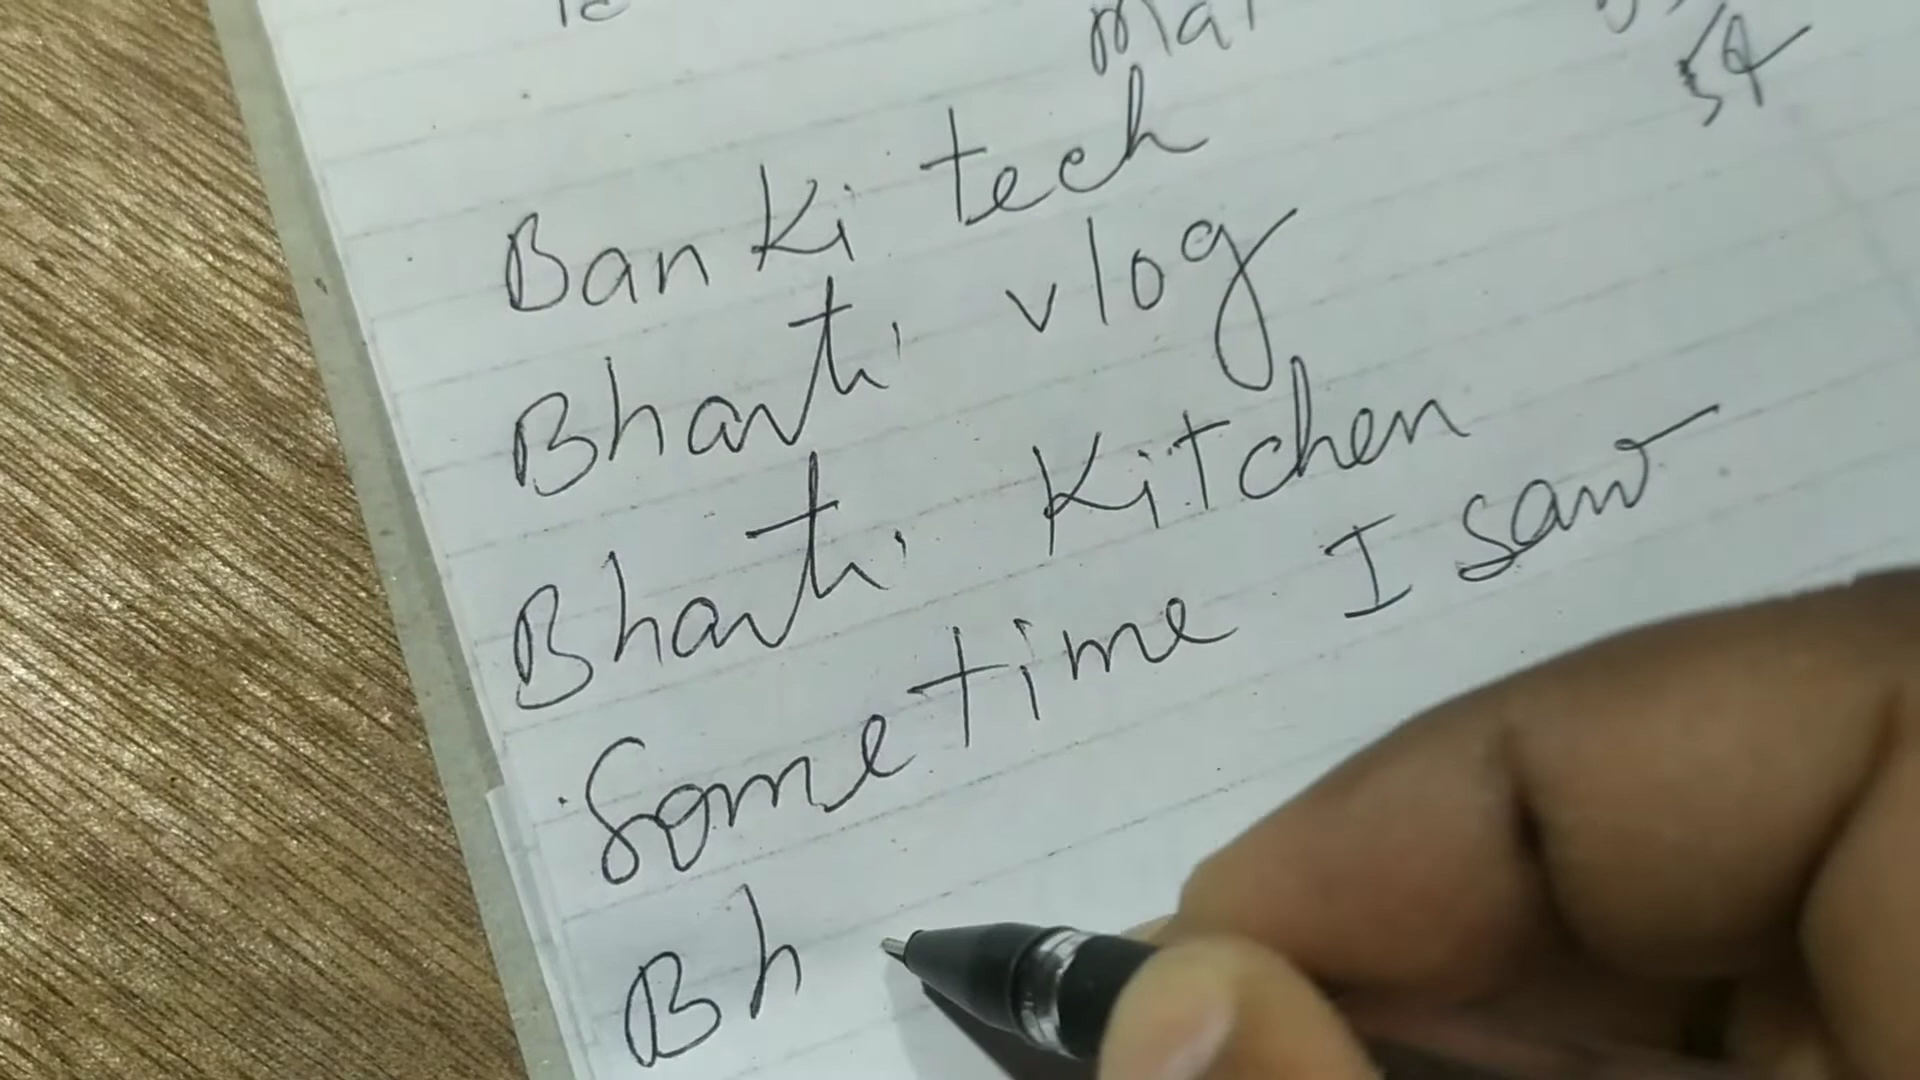 Banki tech
Bharti vlog
Bharti Kitchen
Sometime I saw
Bh